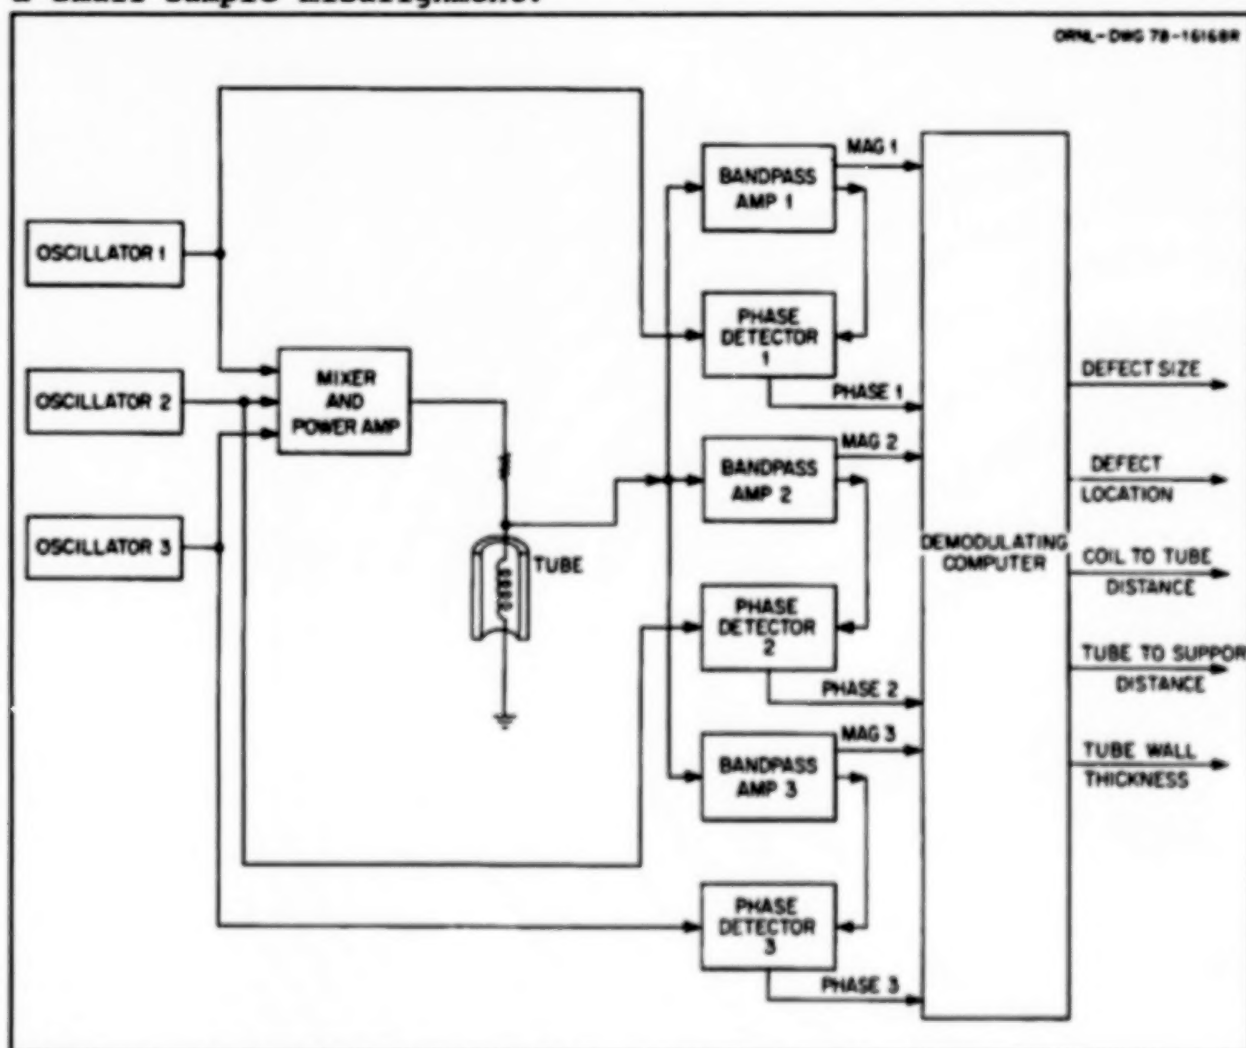 a small sample misalignment.
ORNL-DWG 78-16168R
OSCILLATOR 1
OSCILLATOR 2
OSCILLATOR 3
MIXER
AND
POWER AMP
TUBE
BANDPASS
AMP 1
MAG 1
PHASE
DETECTOR
1
PHASE 1
BANDPASS
AMP 2
MAG 2
PHASE
DETECTOR
2
PHASE 2
BANDPASS
AMP 3
MAG 3
PHASE
DETECTOR
3
PHASE 3
DEMODULATING
COMPUTER
DEFECT SIZE
DEFECT
LOCATION
COIL TO TUBE
DISTANCE
TUBE TO SUPPOR
DISTANCE
TUBE WALL
THICKNESS